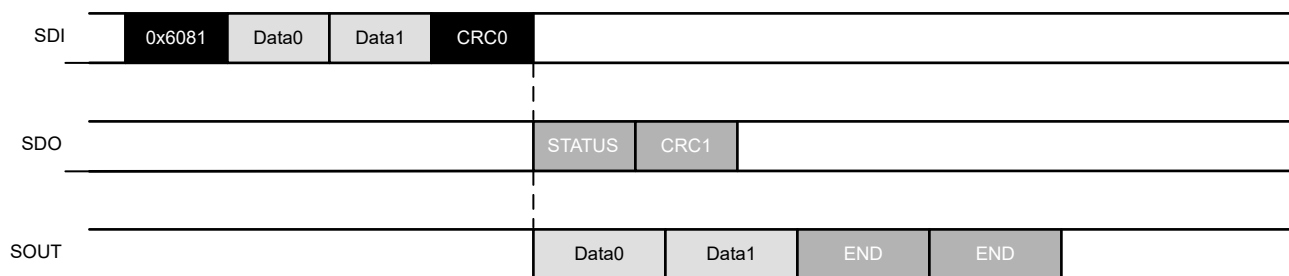 SDI 0x6081 Data0 Data1 CRC0
SDO STATUS CRC1
SOUT Data0 Data1 END END